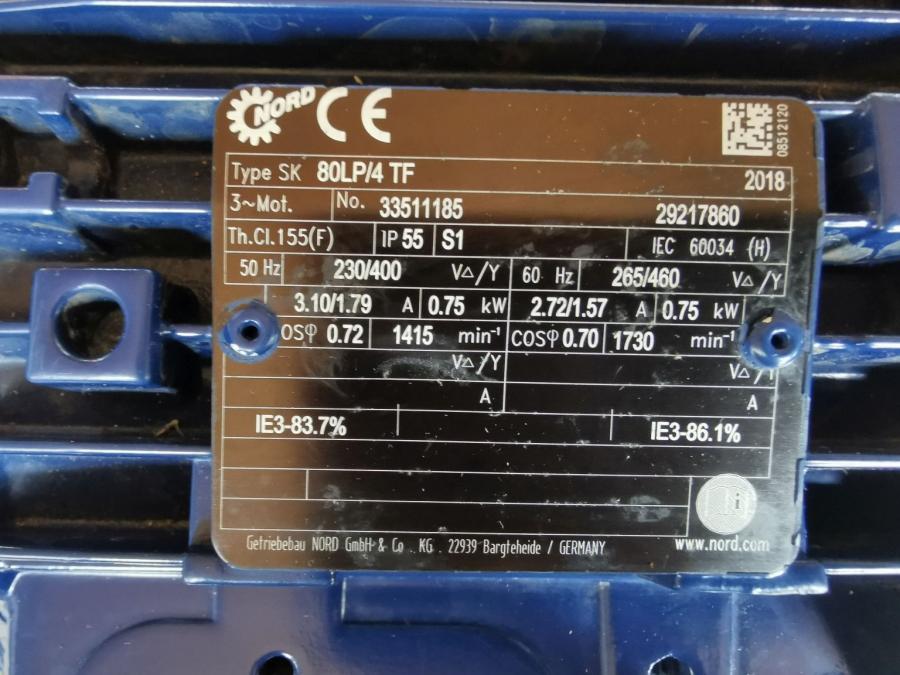 NORD CE
08512120
Type SK 80LP/4 TF 2018
3~Mot. No. 33511185 29217860
Th.Cl.155(F) IP 55 S1 IEC 60034 (H)
50 Hz 230/400 V△/Y 60 Hz 265/460 V△/Y
3.10/1.79 A 0.75 kW 2.72/1.57 A 0.75 kW
OSφ 0.72 1415 min⁻¹ COSφ 0.70 1730 min⁻¹
V△/Y V△/Y
A A
IE3-83.7% IE3-86.1%
Getriebebau NORD GmbH & Co. KG. 22939 Bargteheide / GERMANY www.nord.com